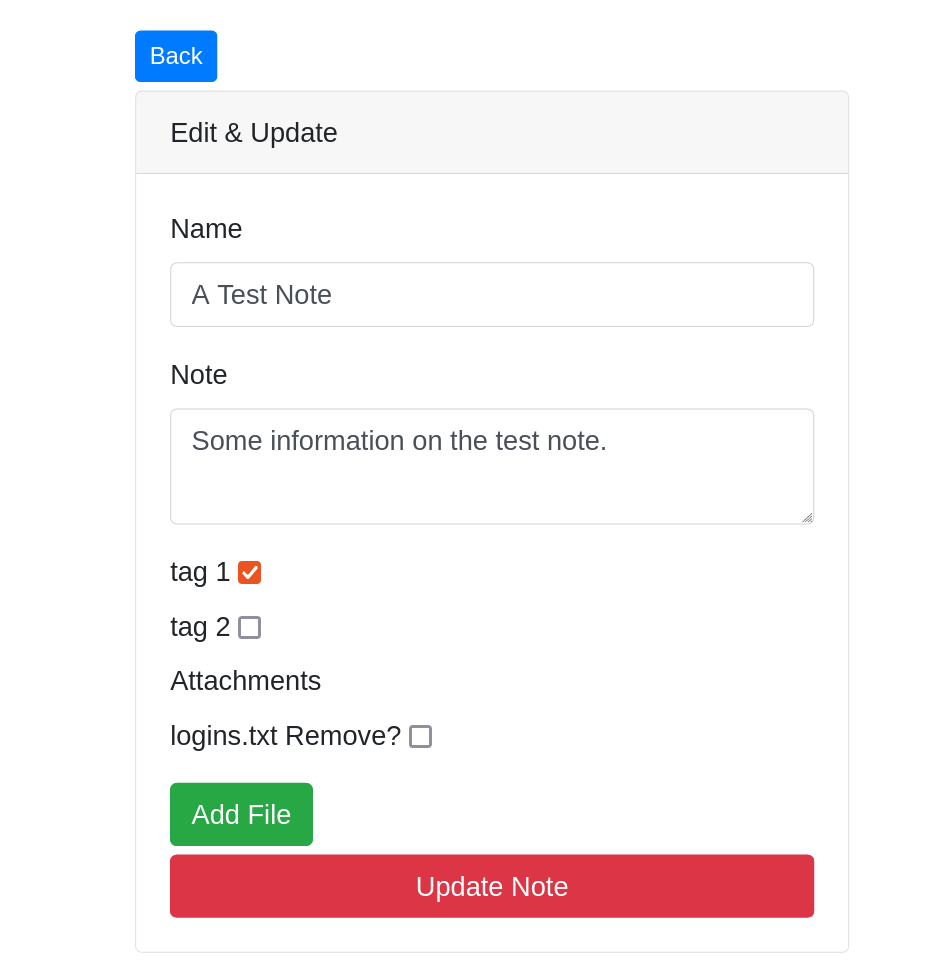 Back
Edit & Update
Name
A Test Note
Note
Some information on the test note.
tag 1
tag 2
Attachments
logins.txt Remove?
Add File
Update Note